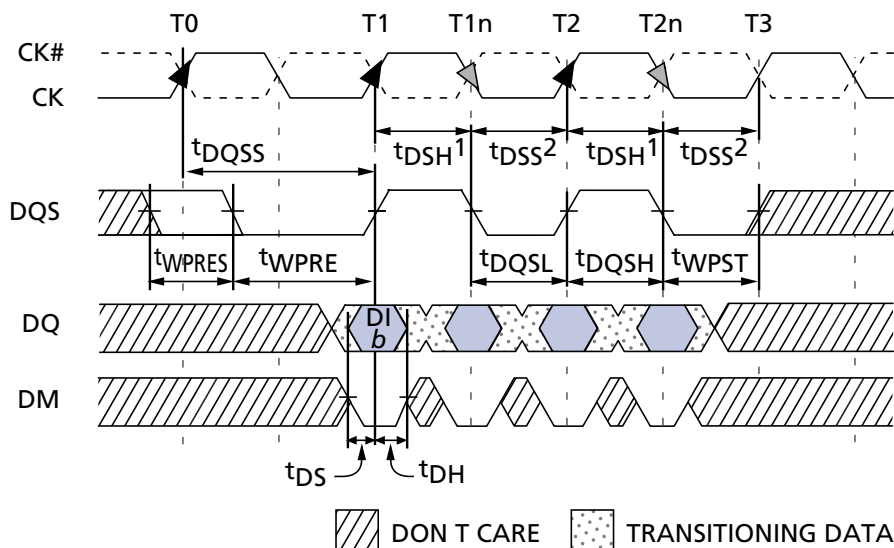 T0 T1 T1n T2 T2n T3
CK#
CK
tDQSS tDSH1 tDSS2 tDSH1 tDSS2
DQS
tWPRES tWPRE tDQSL tDQSH tWPST
DQ DI
b
DM
tDS tDH
DON T CARE TRANSITIONING DATA